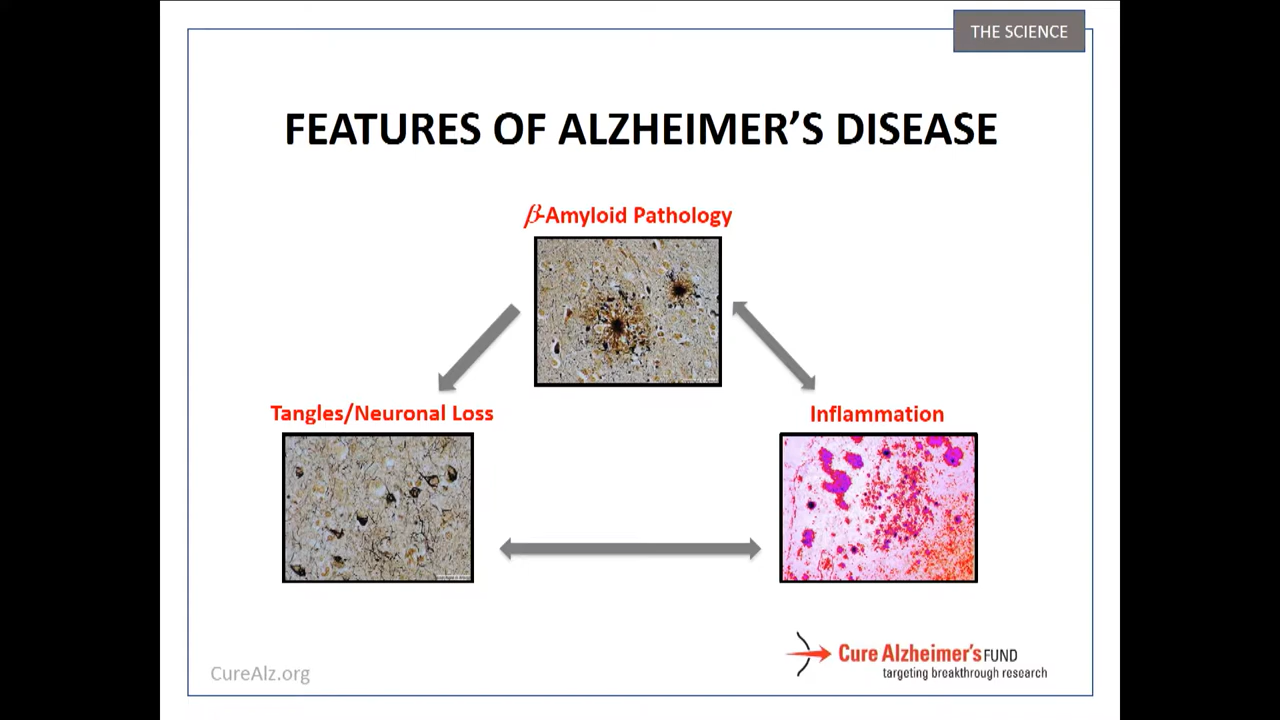 THE SCIENCE
FEATURES OF ALZHEIMER’S DISEASE
β-Amyloid Pathology
Tangles/Neuronal Loss
Inflammation
CureAlz.org
Cure Alzheimer's FUND
targeting breakthrough research